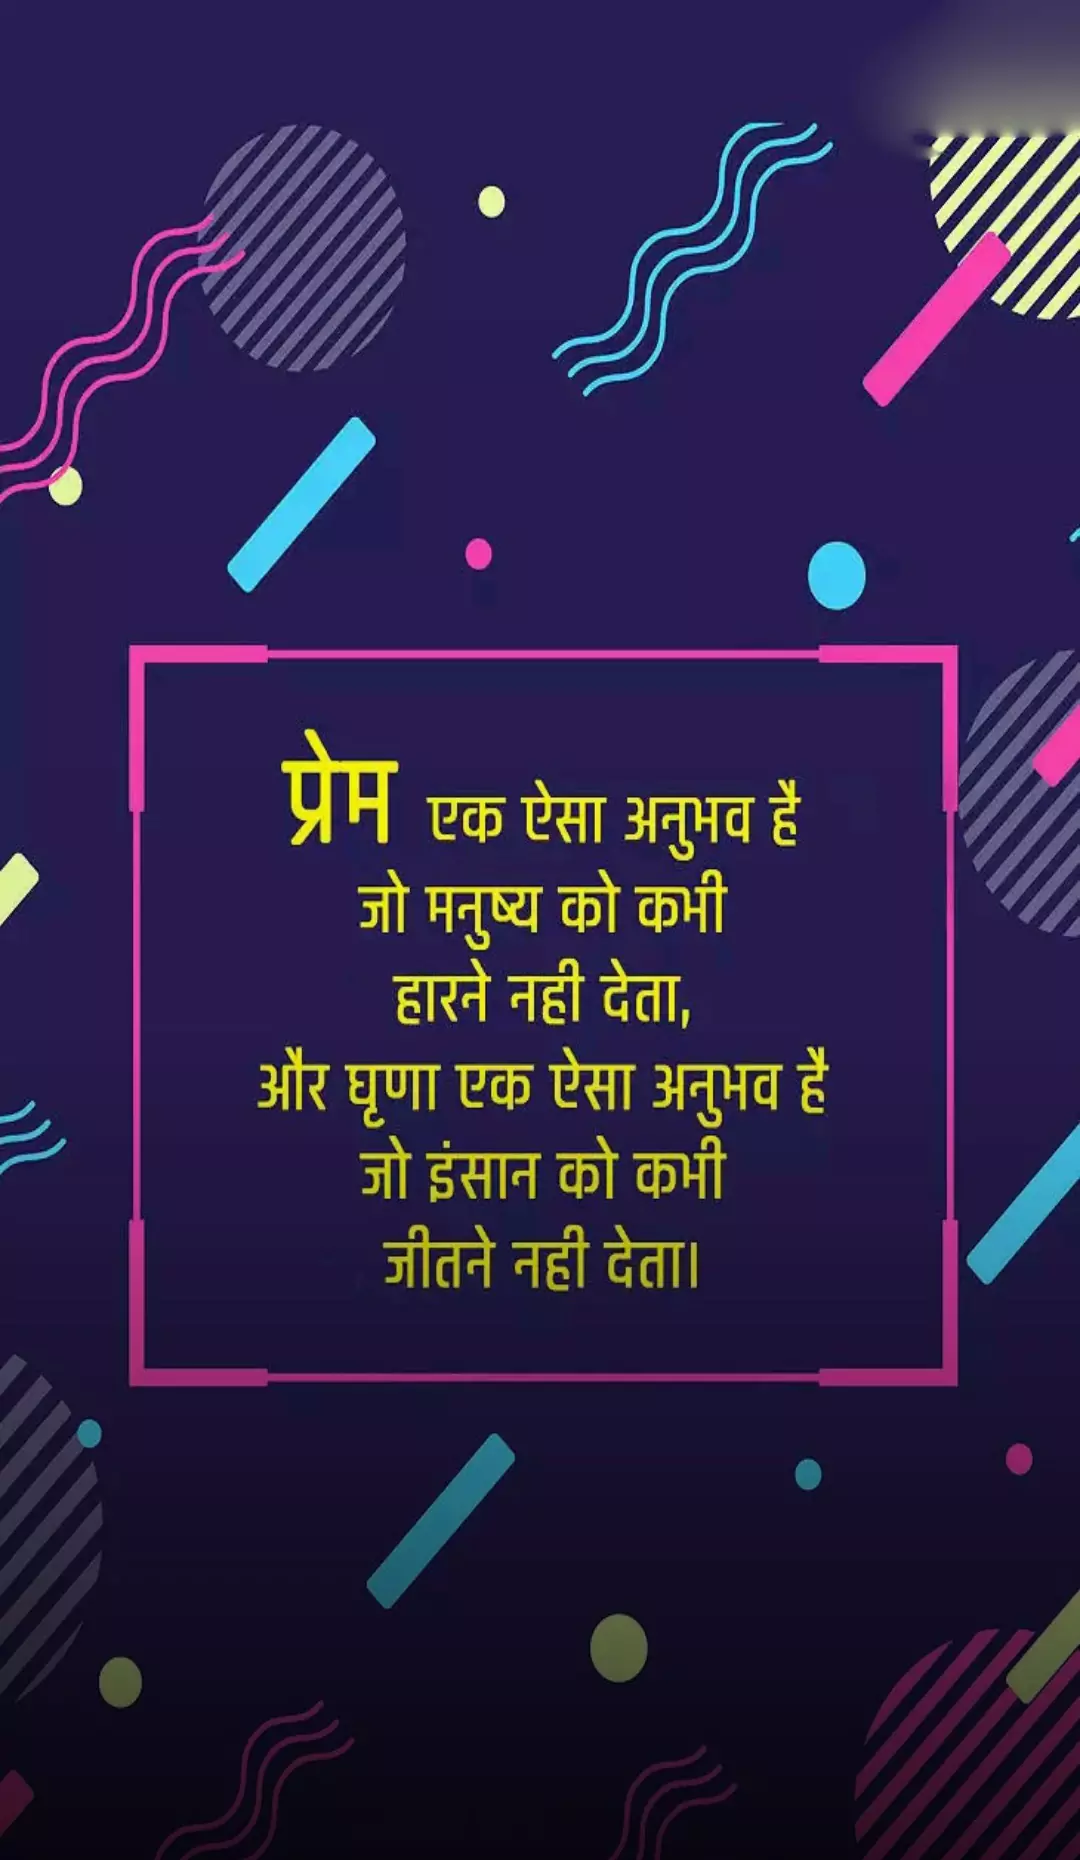 प्रेम एक ऐसा अनुभव है
जो मनुष्य को कभी
हारने नही देता,
और घृणा एक ऐसा अनुभव है
जो इंसान को कभी
जीतने नही देता।